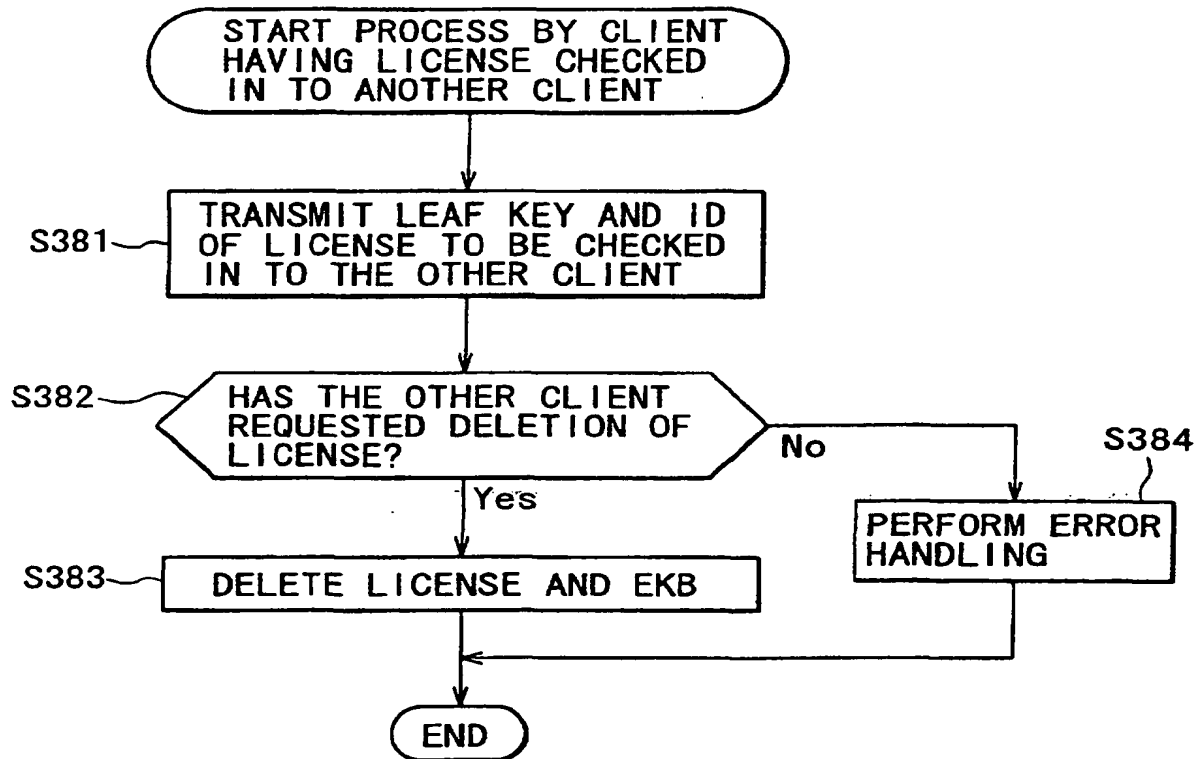 START PROCESS BY CLIENT
HAVING LICENSE CHECKED
IN TO ANOTHER CLIENT
S381
TRANSMIT LEAF KEY AND ID
OF LICENSE TO BE CHECKED
IN TO THE OTHER CLIENT
S382
HAS THE OTHER CLIENT
REQUESTED DELETION OF
LICENSE?
No
S384
Yes
PERFORM ERROR
HANDLING
S383
DELETE LICENSE AND EKB
END